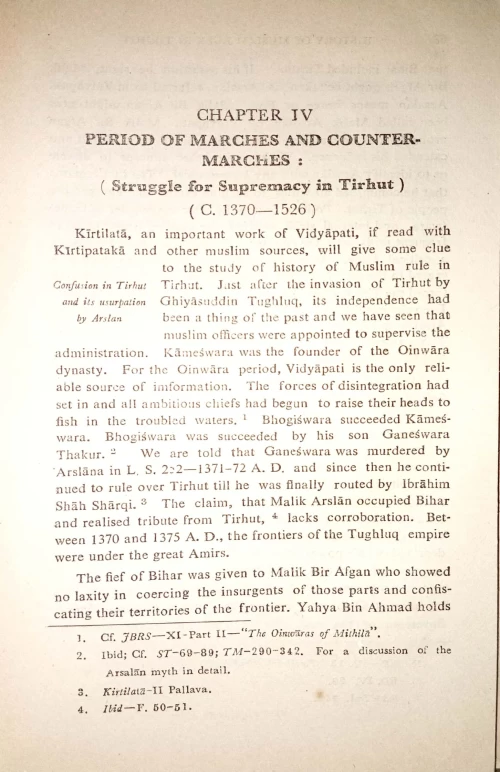 CHAPTER IV
PERIOD OF MARCHES AND COUNTER-
MARCHES :
( Struggle for Supremacy in Tirhut )
( C. 1370—1526 )
Kīrtilatā, an important work of Vidyāpati, if read with
Kīrtipatakā and other muslim sources, will give some clue
to the study of history of Muslim rule in
Confusion in Tirhut
and its usurpation
by Arslan
Tirhut. Just after the invasion of Tirhut by
Ghiyāsuddin Tughluq, its independence had
been a thing of the past and we have seen that
muslim officers were appointed to supervise the
administration. Kāmeśwara was the founder of the Oinwāra
dynasty. For the Oinwāra period, Vidyāpati is the only reli-
able source of imformation. The forces of disintegration had
set in and all ambitious chiefs had begun to raise their heads to
fish in the troubled waters. 1 Bhogiśwara succeeded Kāmeś-
wara. Bhogiśwara was succeeded by his son Ganeśwara
Thakur. 2 We are told that Ganeśwara was murdered by
Arslāna in L. S. 252—1371-72 A. D. and since then he conti-
nued to rule over Tirhut till he was finally routed by Ibrāhim
Shāh Shārqi. 3 The claim, that Malik Arslān occupied Bihar
and realised tribute from Tirhut, 4 lacks corroboration. Bet-
ween 1370 and 1375 A. D., the frontiers of the Tughluq empire
were under the great Amirs.
The fief of Bihar was given to Malik Bir Afgan who showed
no laxity in coercing the insurgents of those parts and confis-
cating their territories of the frontier. Yahya Bin Ahmad holds
1. Cf. JBRS—XI-Part II—"The Oinwāras of Mithilā".
2. Ibid; Cf. ST-69-89; TM-290-342. For a discussion of the
Arsalān myth in detail.
3. Kirtilatā-II Pallava.
4. Ibid—F. 50-51.